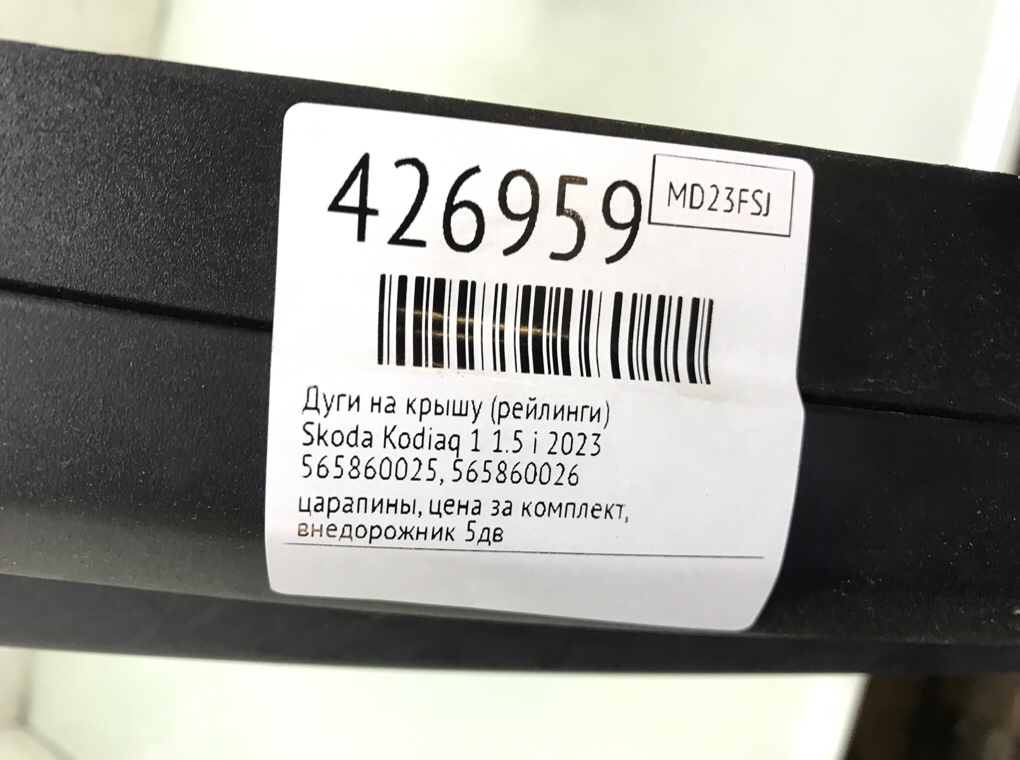 426959
MD23FSJ
Дуги на крышу (рейлинги)
Skoda Kodiaq 1 1.5 i 2023
565860025, 565860026
царапины, цена за комплект,
внедорожник 5дв